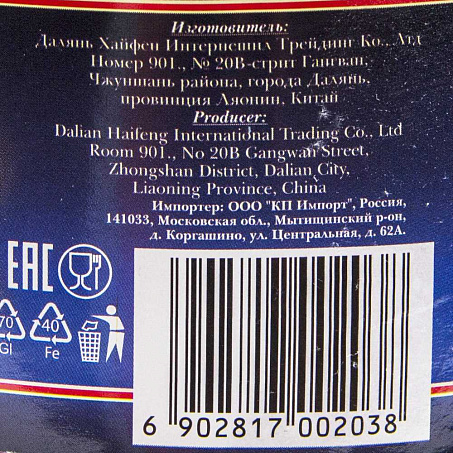 Изготовитель:
Далянь Хайфен Интернешнл Трейдинг Ко., Лтд
Номер 901., № 20В-стрит Гангван,
Чжуншань района, города Далянь,
провинция Ляонин, Китай
Producer:
Dalian Haifeng International Trading Co., Ltd
Room 901., No 20B Gangwan Street,
Zhongshan District, Dalian City,
Liaoning Province, China
Импортер: ООО "КП Импорт", Россия,
141033, Московская обл., Мытищинский р-он,
д. Коргашино, ул. Центральная, д. 62А.
EAC
70
GI
40
Fe
6 902817 002038